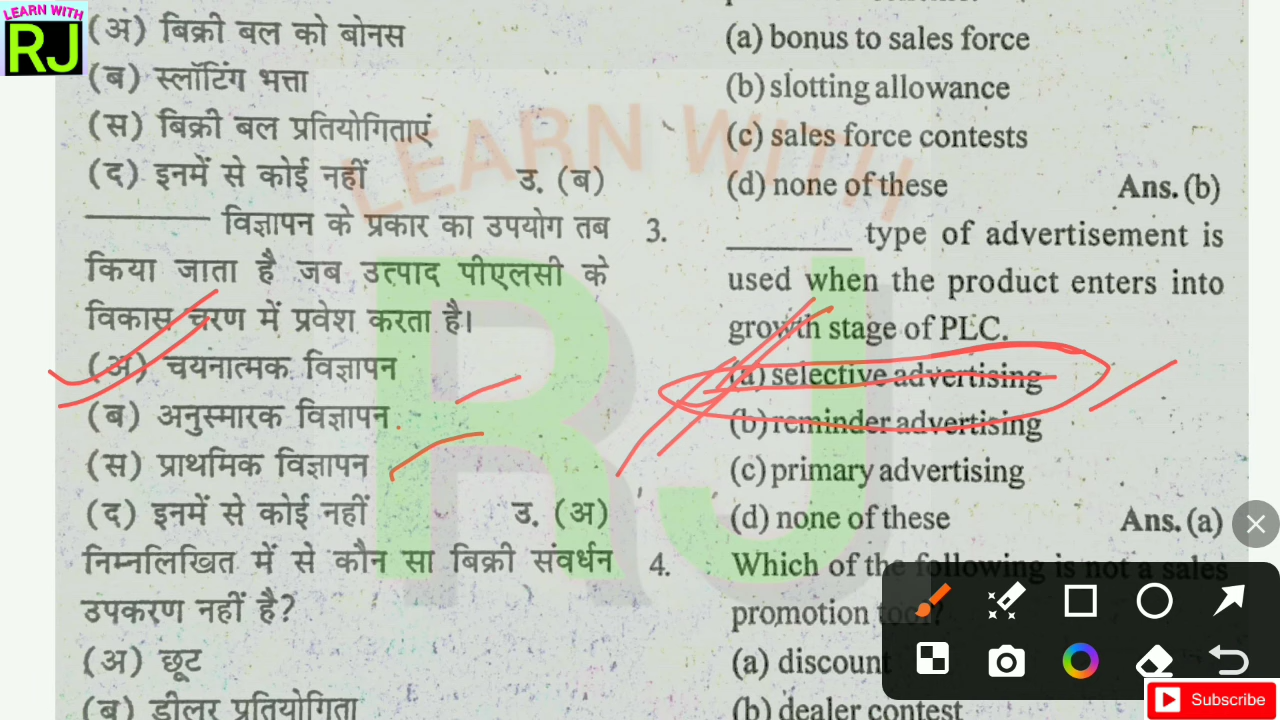 LEARN WITH
RJ
(अ) बिक्री बल को बोनस
(ब) स्लॉटिंग भत्ता
(स) बिक्री बल प्रतियोगिताएं
(द) इनमें से कोई नहीं उ. (ब)
________ विज्ञापन के प्रकार का उपयोग तब
किया जाता है जब उत्पाद पीएलसी के
विकास चरण में प्रवेश करता है।
(अ) चयनात्मक विज्ञापन
(ब) अनुस्मारक विज्ञापन
(स) प्राथमिक विज्ञापन
(द) इनमें से कोई नहीं उ. (अ)
निम्नलिखित में से कौन सा बिक्री संवर्धन
उपकरण नहीं है?
(अ) छूट
(ब) डीलर प्रतियोगिता
(a) bonus to sales force
(b) slotting allowance
(c) sales force contests
(d) none of these Ans. (b)
3. ________ type of advertisement is
used when the product enters into
growth stage of PLC.
(a) selective advertising
(b) reminder advertising
(c) primary advertising
(d) none of these Ans. (a)
4. Which of the following is not a sales
promotion tool?
(a) discount
(b) dealer contest
LEARN WITH
RJ
Subscribe